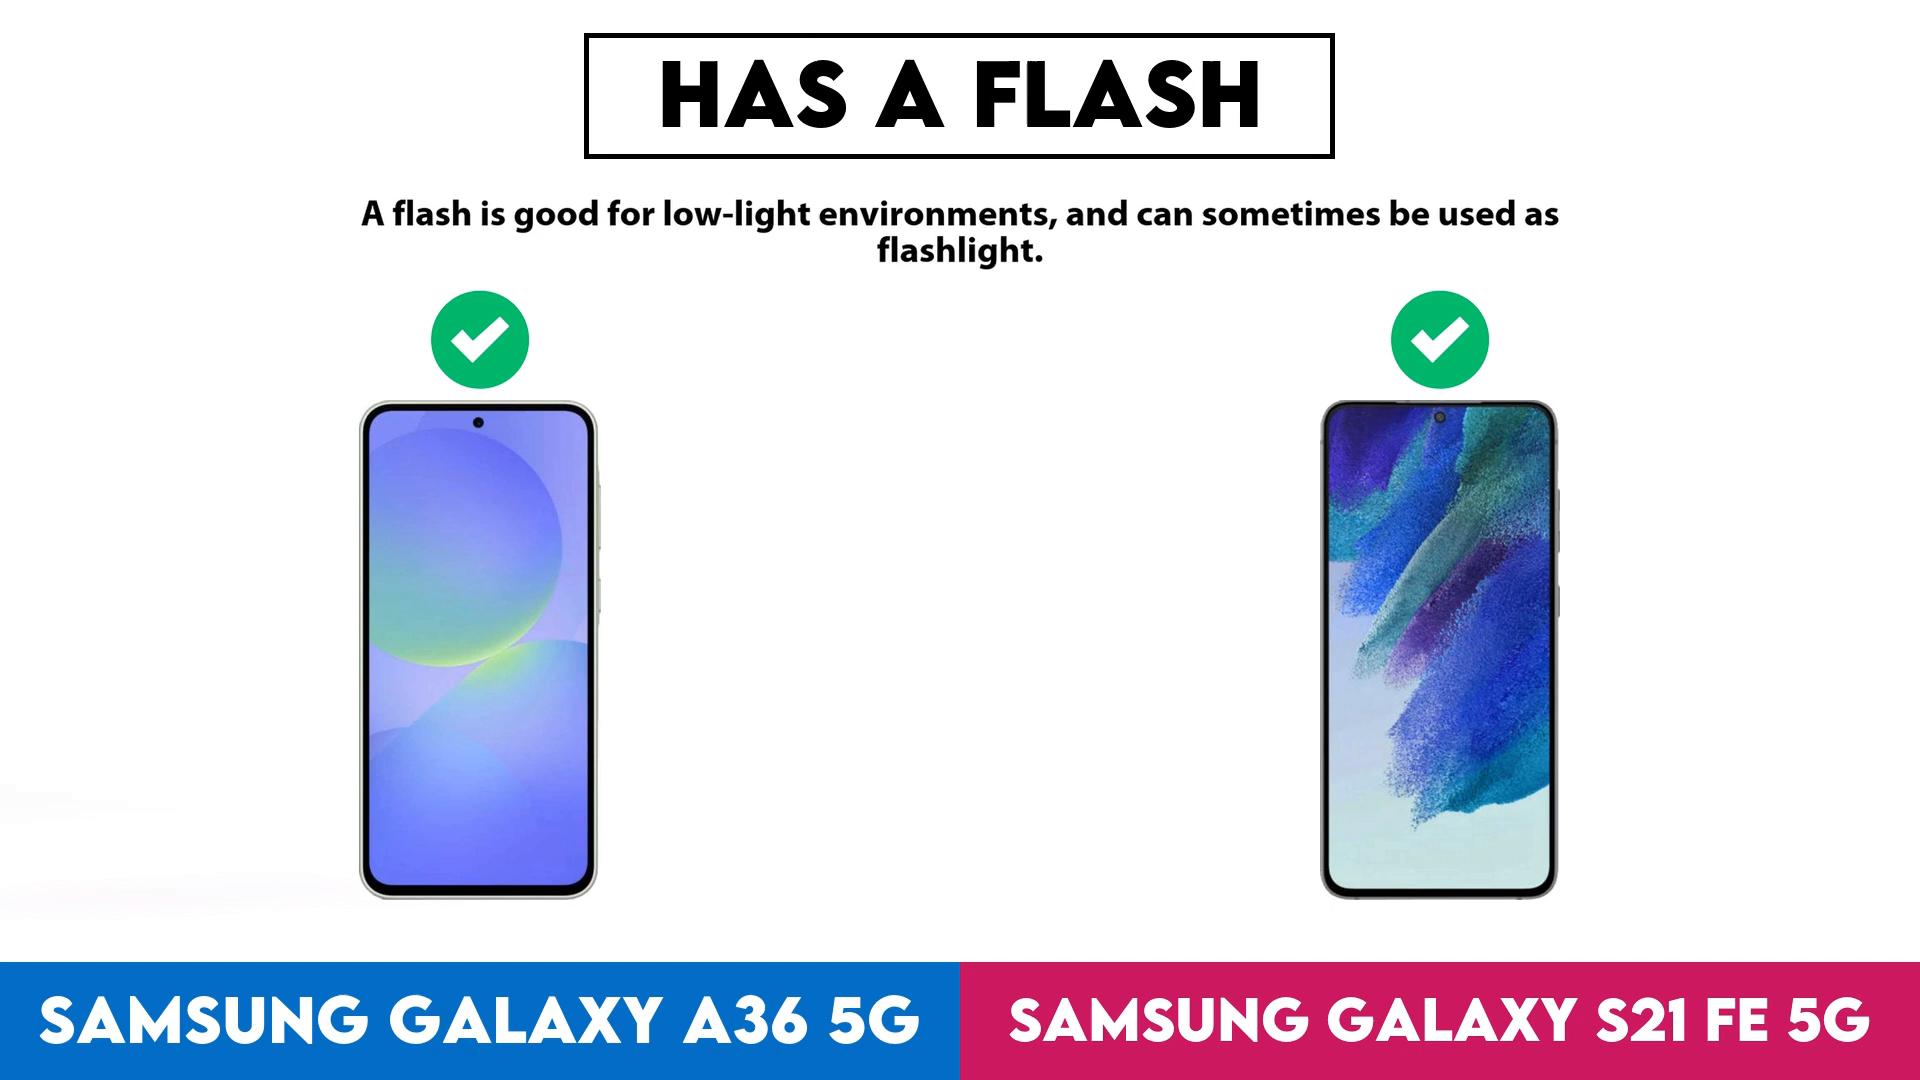 HAS A FLASH
A flash is good for low-light environments, and can sometimes be used as
flashlight.
SAMSUNG GALAXY A36 5G
SAMSUNG GALAXY S21 FE 5G